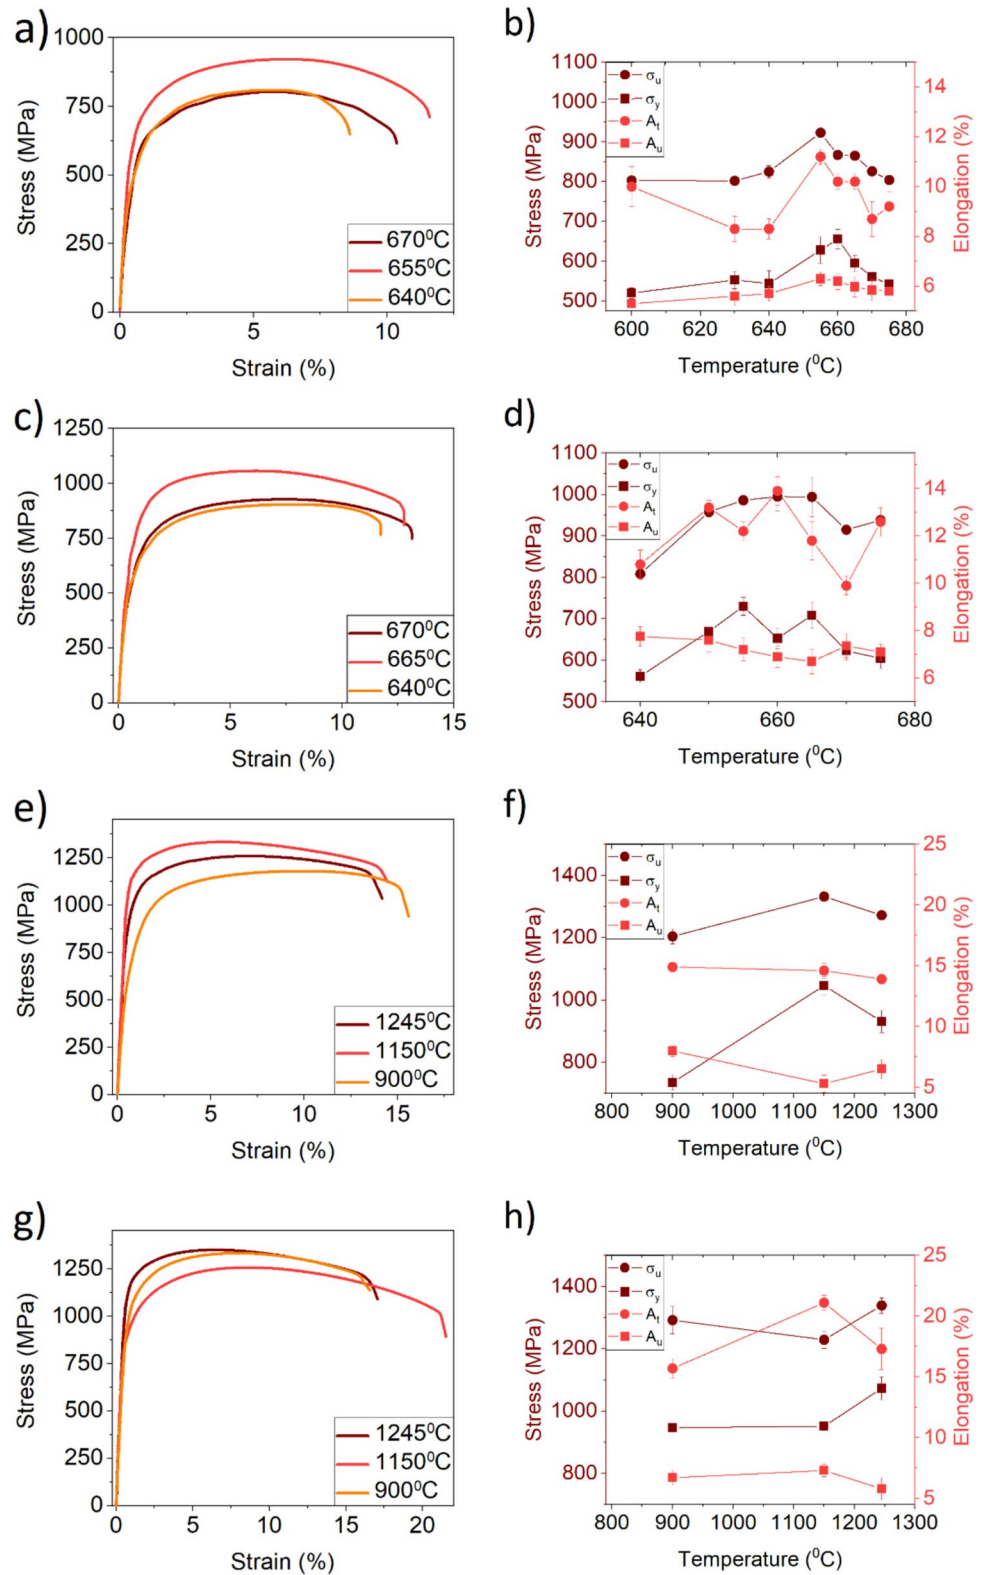 a)
1000
750
500
250
0
0 5 10
Stress (MPa)
Strain (%)
670⁰C
655⁰C
640⁰C
b)
1100
1000
900
800
700
600
500
14
12
10
8
6
600 620 640 660 680
Stress (MPa)
Elongation (%)
Temperature (⁰C)
σu
σy
At
Au
c)
1250
1000
750
500
250
0
0 5 10 15
Stress (MPa)
Strain (%)
670⁰C
665⁰C
640⁰C
d)
1100
1000
900
800
700
600
500
14
12
10
8
6
640 660 680
Stress (MPa)
Elongation (%)
Temperature (⁰C)
σu
σy
At
Au
e)
1250
1000
750
500
250
0
0 5 10 15
Stress (MPa)
Strain (%)
1245⁰C
1150⁰C
900⁰C
f)
1400
1200
1000
800
25
20
15
10
5
800 900 1000 1100 1200 1300
Stress (MPa)
Elongation (%)
Temperature (⁰C)
σu
σy
At
Au
g)
1250
1000
750
500
250
0
0 5 10 15 20
Stress (MPa)
Strain (%)
1245⁰C
1150⁰C
900⁰C
h)
1400
1200
1000
800
25
20
15
10
5
800 900 1000 1100 1200 1300
Stress (MPa)
Elongation (%)
Temperature (⁰C)
σu
σy
At
Au